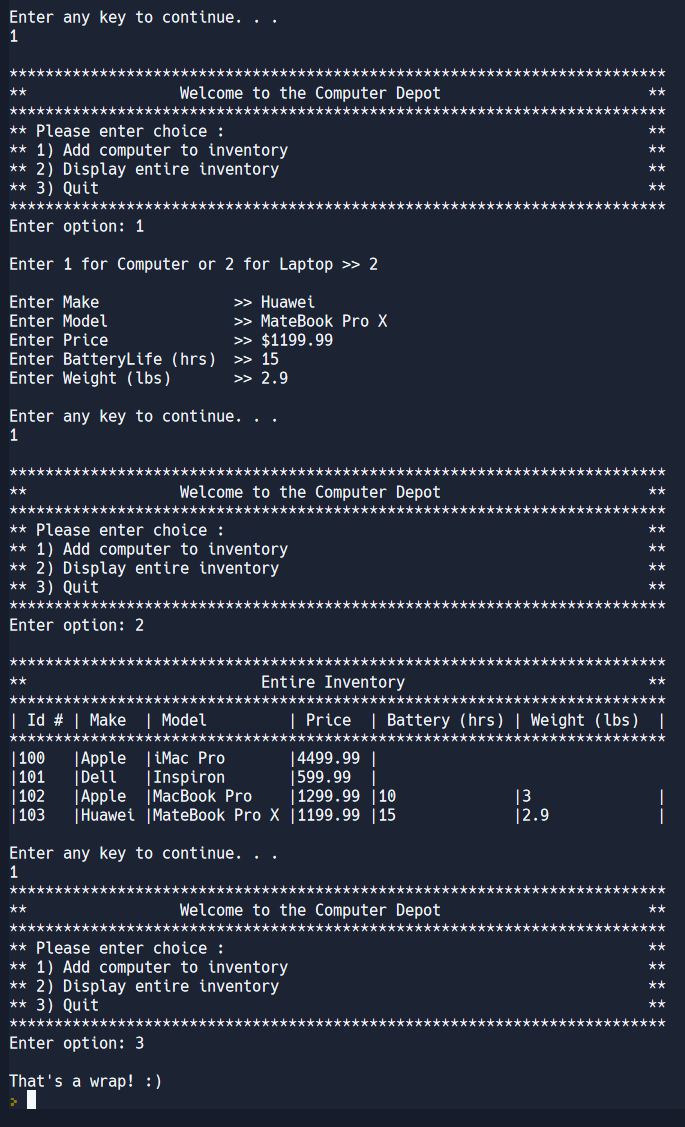 Enter any key to continue. . .
1
*************************************************************************
**                 Welcome to the Computer Depot                       **
*************************************************************************
** Please enter choice :                                               **
** 1) Add computer to inventory                                        **
** 2) Display entire inventory                                         **
** 3) Quit                                                             **
*************************************************************************
Enter option: 1
Enter 1 for Computer or 2 for Laptop >> 2
Enter Make               >> Huawei
Enter Model              >> MateBook Pro X
Enter Price              >> $1199.99
Enter BatteryLife (hrs)  >> 15
Enter Weight (lbs)       >> 2.9
Enter any key to continue. . .
1
*************************************************************************
**                 Welcome to the Computer Depot                       **
*************************************************************************
** Please enter choice :                                               **
** 1) Add computer to inventory                                        **
** 2) Display entire inventory                                         **
** 3) Quit                                                             **
*************************************************************************
Enter option: 2
*************************************************************************
**                          Entire Inventory                           **
*************************************************************************
| Id # | Make  | Model         | Price  | Battery (hrs) | Weight (lbs)  |
*************************************************************************
|100   |Apple  |iMac Pro       |4499.99 |
|101   |Dell   |Inspiron       |599.99  |
|102   |Apple  |MacBook Pro    |1299.99 |10             |3              |
|103   |Huawei |MateBook Pro X |1199.99 |15             |2.9            |
Enter any key to continue. . .
1
*************************************************************************
**                 Welcome to the Computer Depot                       **
*************************************************************************
** Please enter choice :                                               **
** 1) Add computer to inventory                                        **
** 2) Display entire inventory                                         **
** 3) Quit                                                             **
*************************************************************************
Enter option: 3
That's a wrap! :)
>